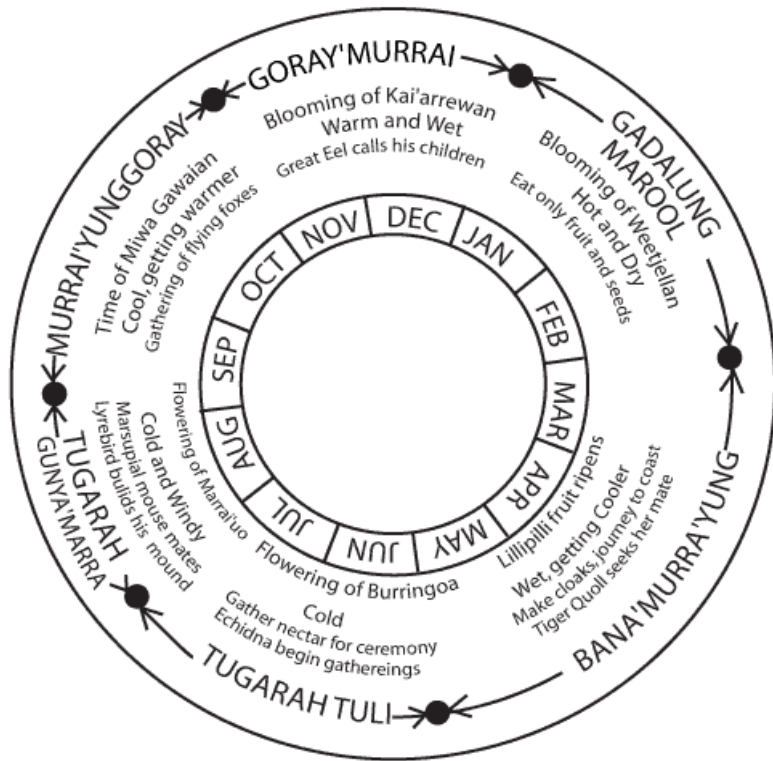 GORAY'MURRAI
Blooming of Kai'arrewan
Warm and Wet
Great Eel calls his children
GADALUNG
MAROOL
Blooming of Weetjellan
Hot and Dry
Eat only fruit and seeds
BANA'MURRA'YUNG
Lillipilli fruit ripens
Wet, getting Cooler
Make cloaks, journey to coast
Tiger Quoll seeks her mate
TUGARAH TULI
Flowering of Burringoa
Cold
Gather nectar for ceremony
Echidna begin gathereings
TUGARAH
GUNYA'MARRA
Flowering of Marrai'uo
Cold and Windy
Marsupial mouse mates
Lyrebird bulids his mound
MURRAI'YUNGGORAY
Time of Miwa Gawaian
Cool, getting warmer
Gathering of flying foxes
JAN
FEB
MAR
APR
MAY
JUN
JUL
AUG
SEP
OCT
NOV
DEC